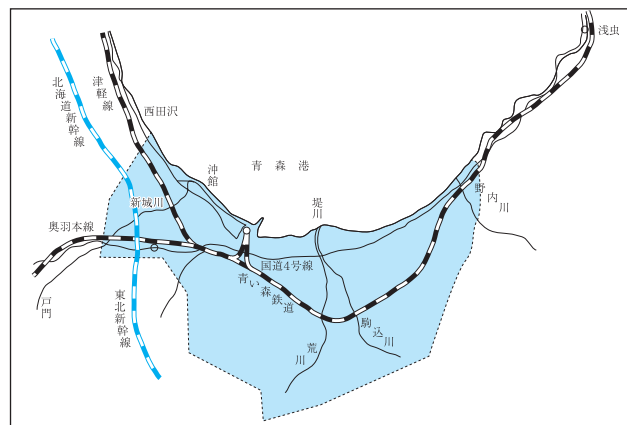 浅虫
津軽線
北海道新幹線
西田沢
沖館
青森港
堤川
野内川
新城川
奥羽本線
国道4号線
青い森鉄道
戸門
東北新幹線
荒川
駒込川